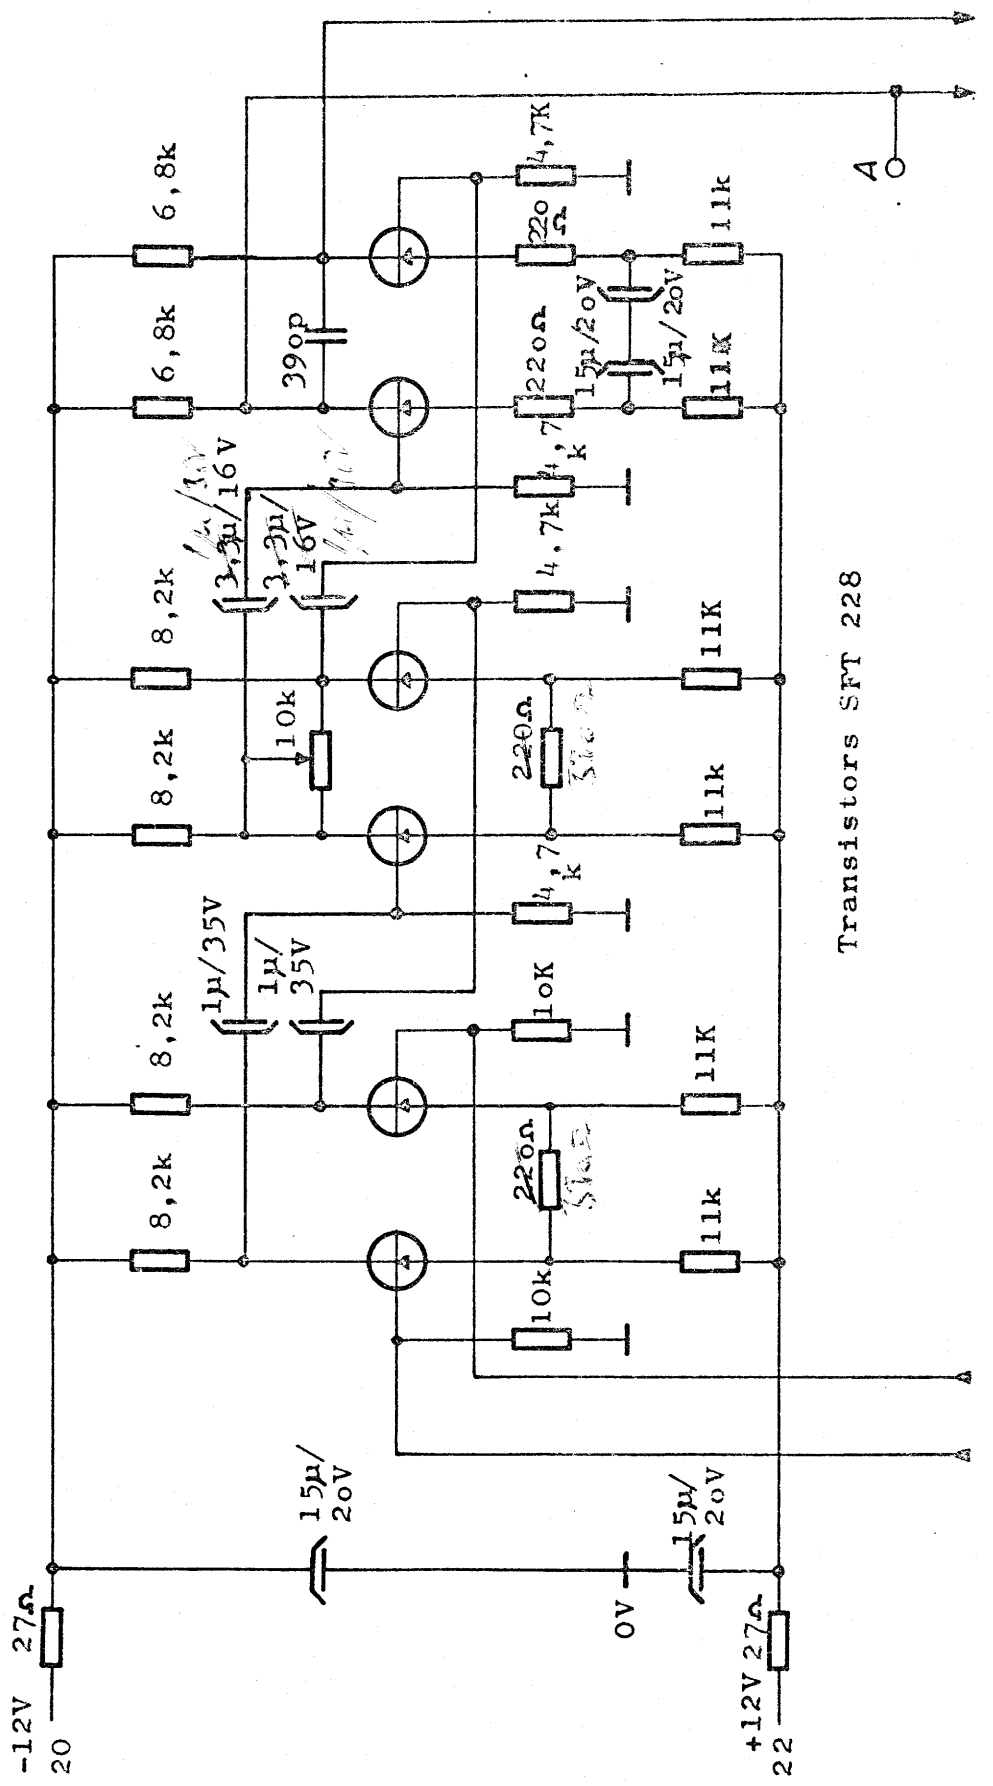 -12V
20
27Ω
15µ/
20V
0V
15µ/
20V
+12V
22
27Ω
8,2k
8,2k
1µ/35V
1µ/
35V
10k
220Ω
10K
11k
11K
8,2k
8,2k
10k
3,3µ/16V
3,3µ/
16V
4,7
k
220Ω
4,7k
11k
11K
6,8k
6,8k
390p
4,7
k
220Ω
15µ/20V
15µ/20V
220
Ω
4,7K
11K
11k
A
Transistors SFT 228